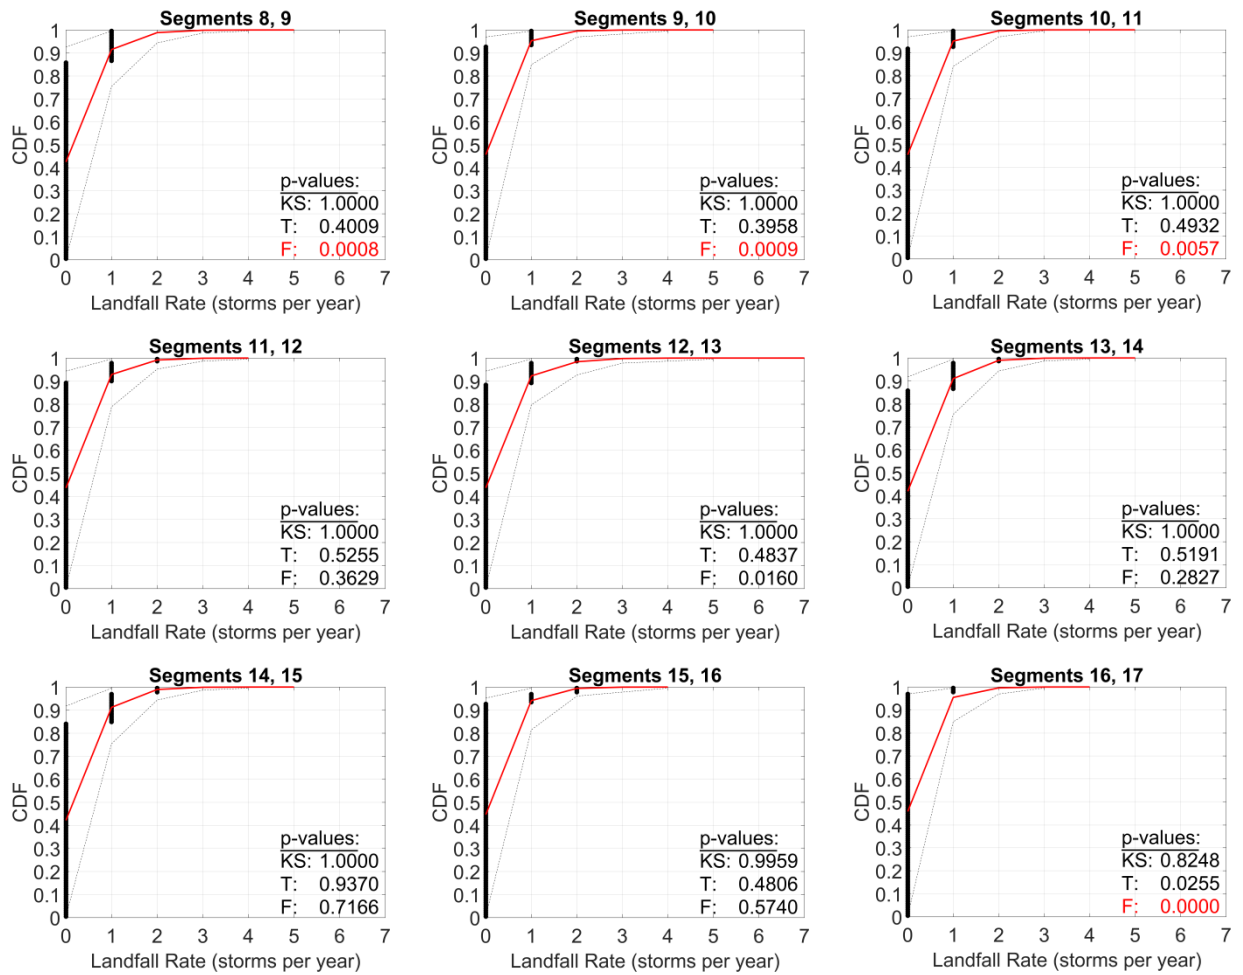 Segments 8, 9
1
0.9
0.8
0.7
0.6
0.5
0.4
0.3
0.2
0.1
0
CDF
p-values:
KS: 1.0000
T: 0.4009
F: 0.0008
0 1 2 3 4 5 6 7
Landfall Rate (storms per year)
Segments 9, 10
1
0.9
0.8
0.7
0.6
0.5
0.4
0.3
0.2
0.1
0
CDF
p-values:
KS: 1.0000
T: 0.3958
F: 0.0009
0 1 2 3 4 5 6 7
Landfall Rate (storms per year)
Segments 10, 11
1
0.9
0.8
0.7
0.6
0.5
0.4
0.3
0.2
0.1
0
CDF
p-values:
KS: 1.0000
T: 0.4932
F: 0.0057
0 1 2 3 4 5 6 7
Landfall Rate (storms per year)
Segments 11, 12
1
0.9
0.8
0.7
0.6
0.5
0.4
0.3
0.2
0.1
0
CDF
p-values:
KS: 1.0000
T: 0.5255
F: 0.3629
0 1 2 3 4 5 6 7
Landfall Rate (storms per year)
Segments 12, 13
1
0.9
0.8
0.7
0.6
0.5
0.4
0.3
0.2
0.1
0
CDF
p-values:
KS: 1.0000
T: 0.4837
F: 0.0160
0 1 2 3 4 5 6 7
Landfall Rate (storms per year)
Segments 13, 14
1
0.9
0.8
0.7
0.6
0.5
0.4
0.3
0.2
0.1
0
CDF
p-values:
KS: 1.0000
T: 0.5191
F: 0.2827
0 1 2 3 4 5 6 7
Landfall Rate (storms per year)
Segments 14, 15
1
0.9
0.8
0.7
0.6
0.5
0.4
0.3
0.2
0.1
0
CDF
p-values:
KS: 1.0000
T: 0.9370
F: 0.7166
0 1 2 3 4 5 6 7
Landfall Rate (storms per year)
Segments 15, 16
1
0.9
0.8
0.7
0.6
0.5
0.4
0.3
0.2
0.1
0
CDF
p-values:
KS: 0.9959
T: 0.4806
F: 0.5740
0 1 2 3 4 5 6 7
Landfall Rate (storms per year)
Segments 16, 17
1
0.9
0.8
0.7
0.6
0.5
0.4
0.3
0.2
0.1
0
CDF
p-values:
KS: 0.8248
T: 0.0255
F: 0.0000
0 1 2 3 4 5 6 7
Landfall Rate (storms per year)